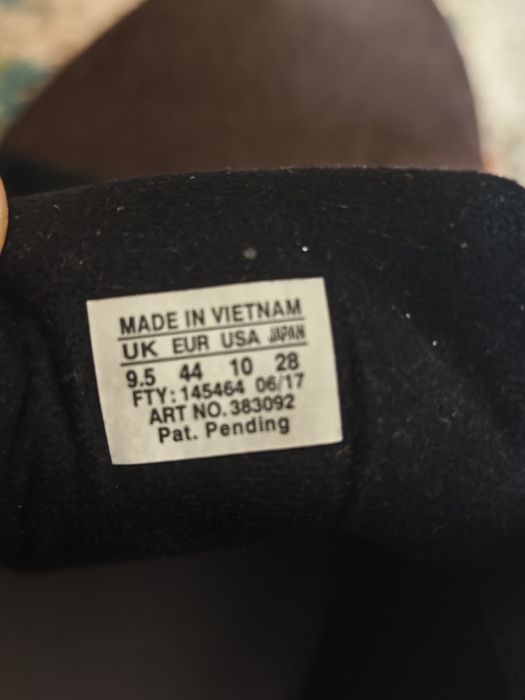 MADE IN VIETNAM
UK EUR USA JAPAN
9.5 44 10 28
FTY: 145464 06/17
ART NO. 383092
Pat. Pending